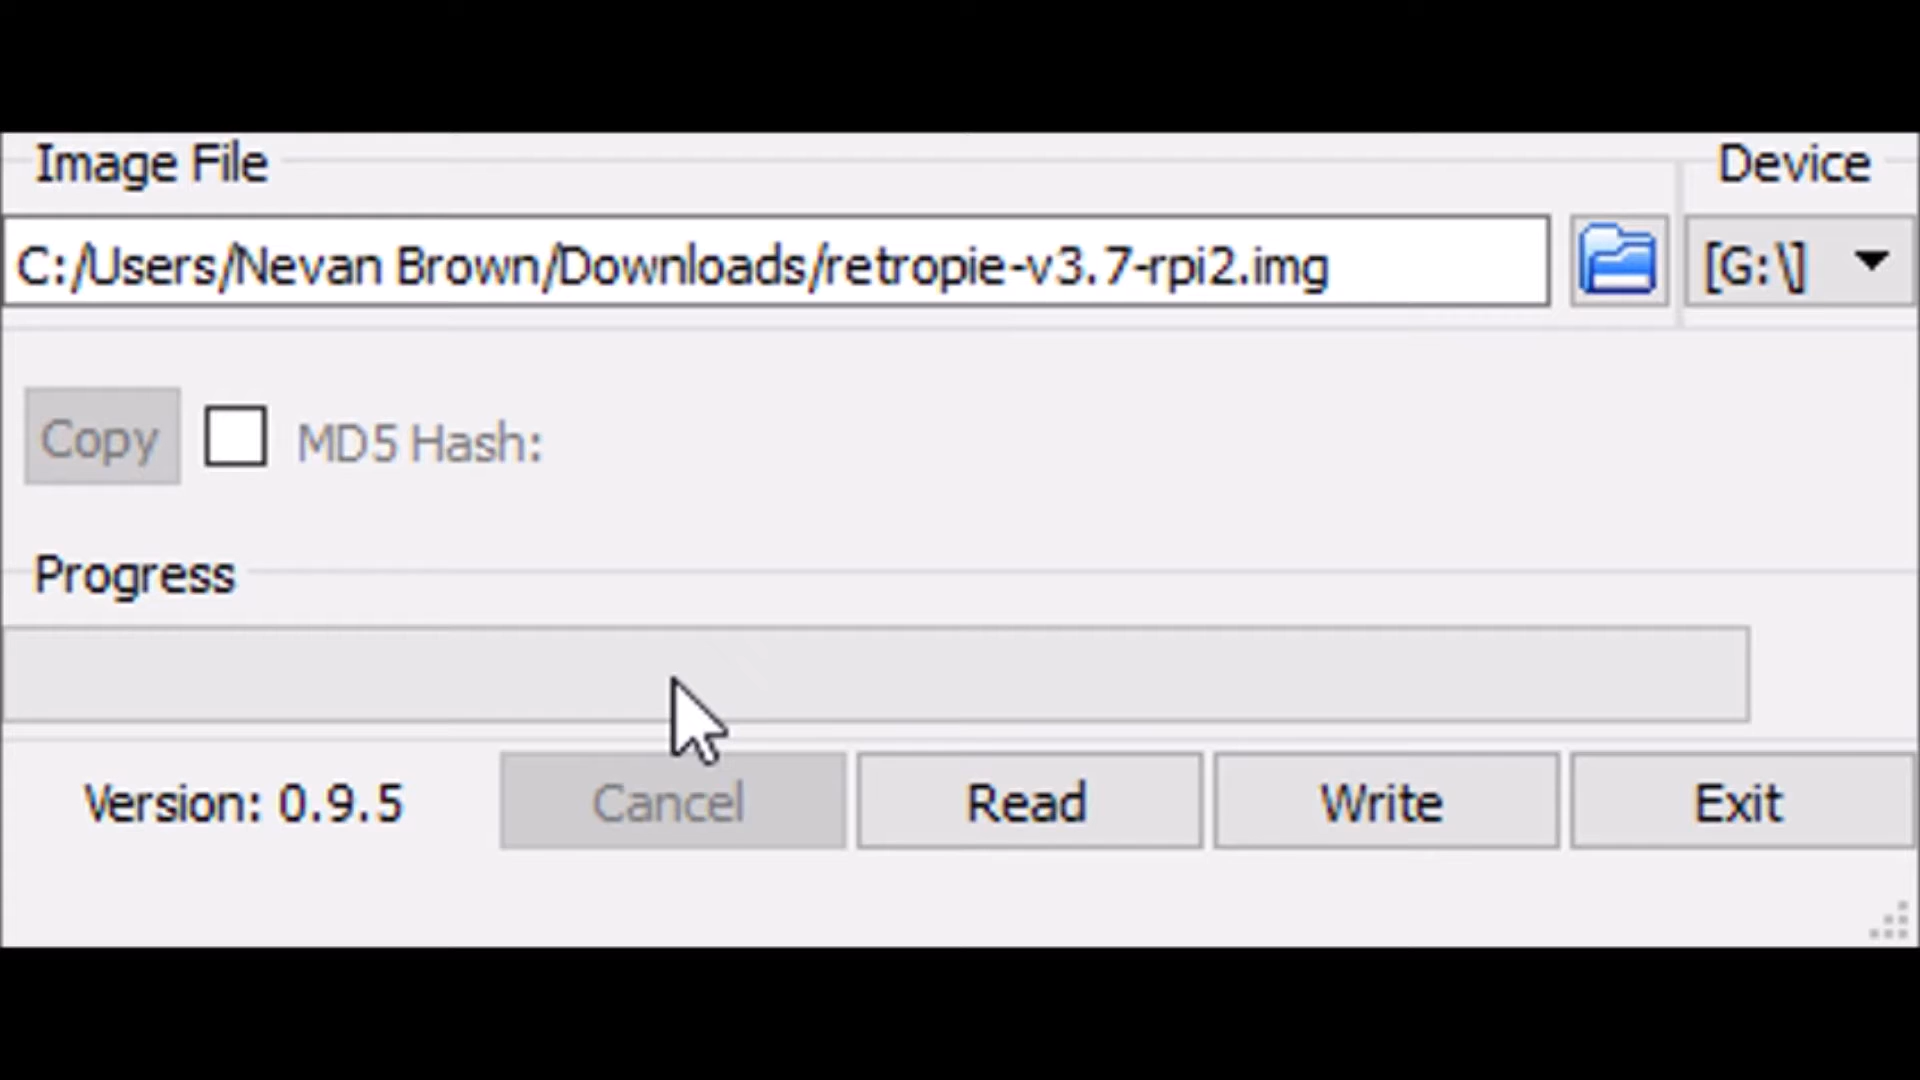 Image File
Device
C:/Users/Nevan Brown/Downloads/retropie-v3.7-rpi2.img
[G:\]
Copy
MD5 Hash:
Progress
Version: 0.9.5
Cancel
Read
Write
Exit